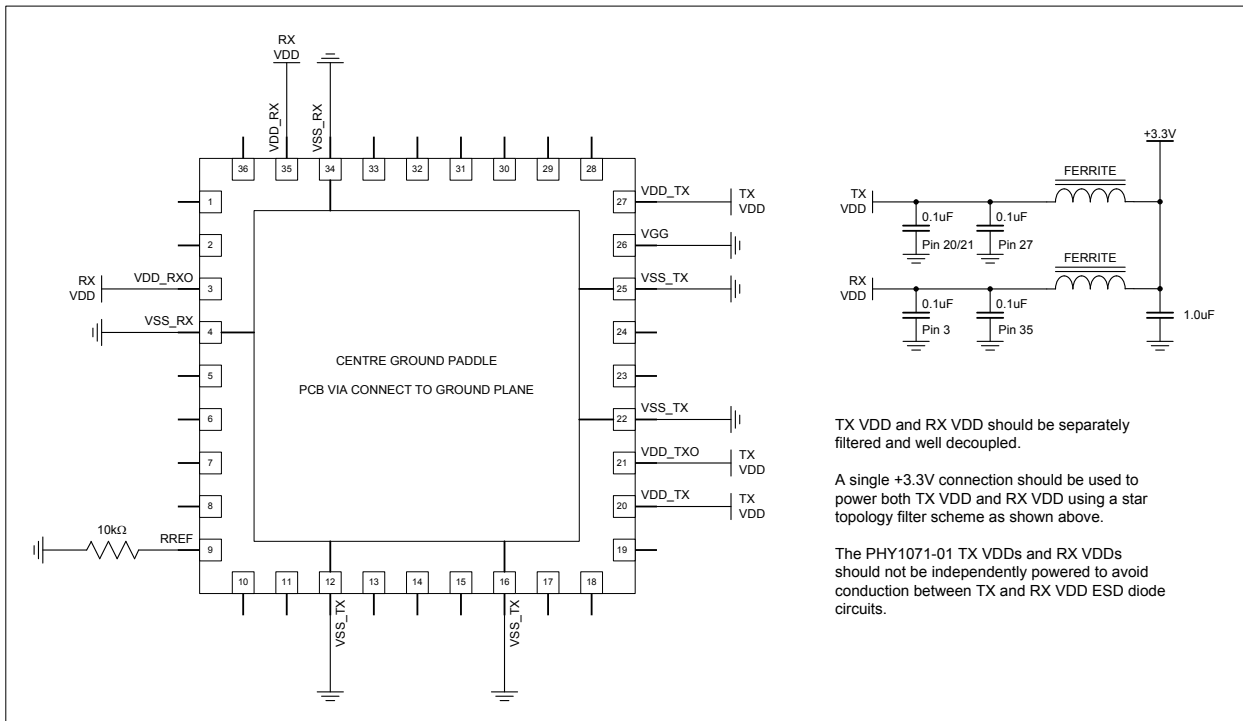 RX
VDD
VDD_RX
VSS_RX
36
35
34
33
32
31
30
29
28
1
2
RX
VDD
VDD_RXO
3
VSS_RX
4
5
6
7
8
10kΩ
RREF
9
CENTRE GROUND PADDLE
PCB VIA CONNECT TO GROUND PLANE
27
VDD_TX
TX
VDD
26
VGG
25
VSS_TX
24
23
22
VSS_TX
21
VDD_TXO
TX
VDD
20
VDD_TX
TX
VDD
19
10
11
12
13
14
15
16
17
18
VSS_TX
VSS_TX
+3.3V
FERRITE
TX
VDD
0.1uF
Pin 20/21
0.1uF
Pin 27
FERRITE
RX
VDD
0.1uF
Pin 3
0.1uF
Pin 35
1.0uF
TX VDD and RX VDD should be separately
filtered and well decoupled.
A single +3.3V connection should be used to
power both TX VDD and RX VDD using a star
topology filter scheme as shown above.
The PHY1071-01 TX VDDs and RX VDDs
should not be independently powered to avoid
conduction between TX and RX VDD ESD diode
circuits.